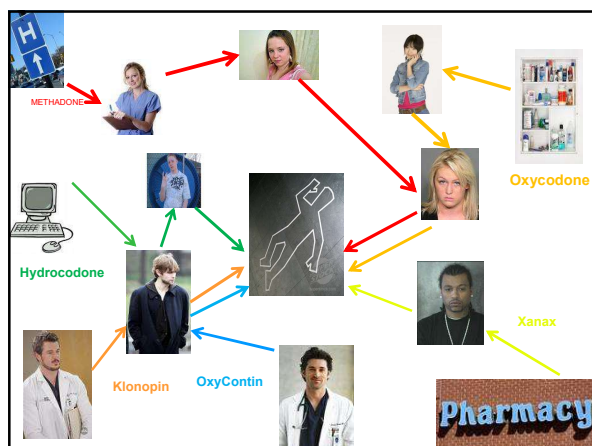 H
METHADONE
Oxycodone
Hydrocodone
Xanax
Klonopin
OxyContin
Pharmacy